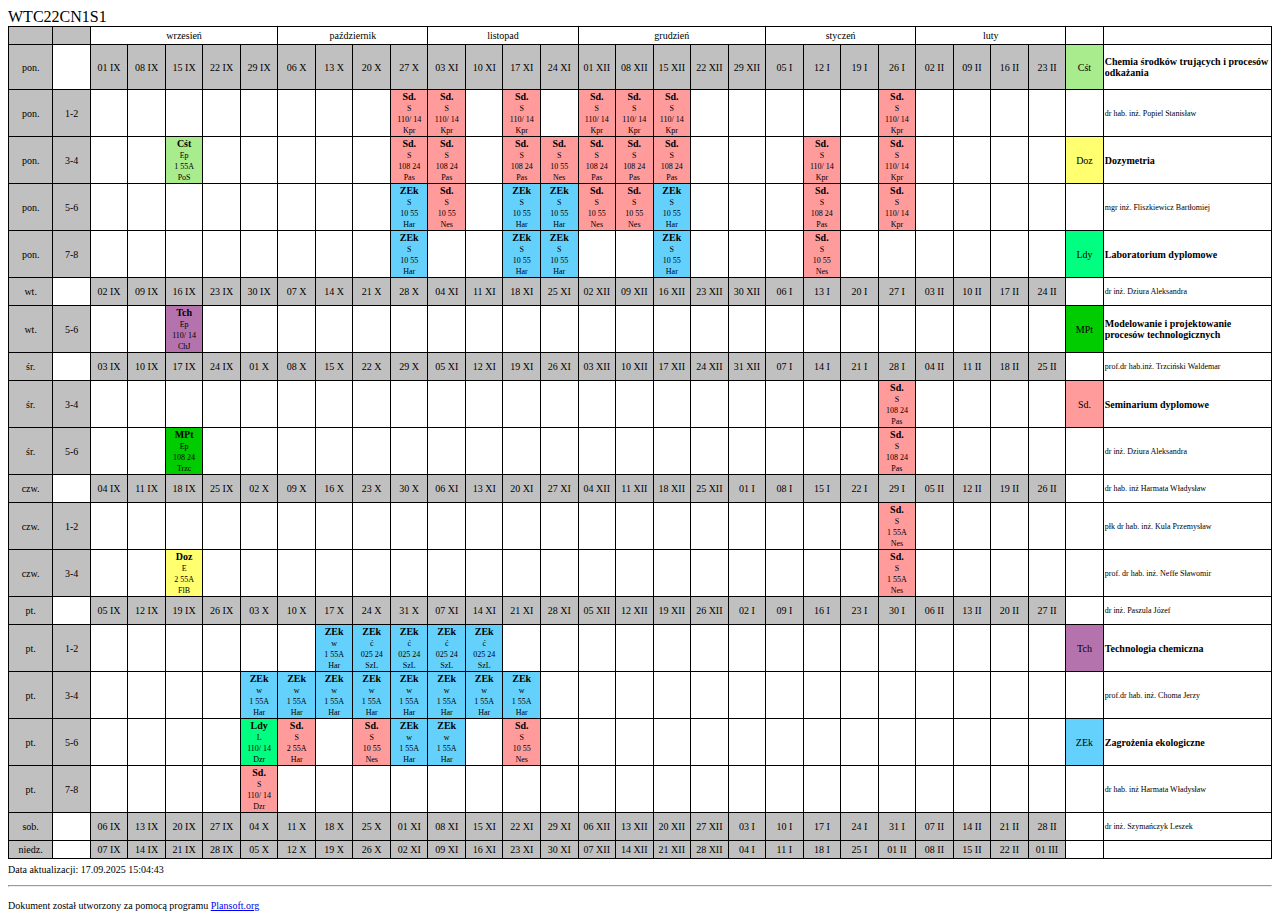 WTC22CN1S1
wrzesień październik listopad grudzień styczeń luty
pon. 01 IX 08 IX 15 IX 22 IX 29 IX 06 X 13 X 20 X 27 X 03 XI 10 XI 17 XI 24 XI 01 XII 08 XII 15 XII 22 XII 29 XII 05 I 12 I 19 I 26 I 02 II 09 II 16 II 23 II Cśt Chemia środków trujących i procesów
odkażania
pon. 1-2 Sd. Sd. Sd. Sd. Sd. Sd. Sd. dr hab. inż. Popiel Stanisław
S S S S S S S
110/ 14 110/ 14 110/ 14 110/ 14 110/ 14 110/ 14 110/ 14
Kpr Kpr Kpr Kpr Kpr Kpr Kpr
pon. 3-4 Cśt Sd. Sd. Sd. Sd. Sd. Sd. Sd. Sd. Sd. Doz Dozymetria
Ep S S S S S S S S S
1 55A 108 24 108 24 108 24 10 55 108 24 108 24 108 24 110/ 14 110/ 14
PoS Pas Pas Pas Nes Pas Pas Pas Kpr Kpr
pon. 5-6 ZEk Sd. ZEk ZEk Sd. Sd. ZEk Sd. Sd. mgr inż. Fliszkiewicz Bartłomiej
S S S S S S S S S
10 55 10 55 10 55 10 55 10 55 10 55 10 55 108 24 110/ 14
Har Nes Har Har Nes Nes Har Pas Kpr
pon. 7-8 ZEk ZEk ZEk ZEk Sd. Ldy Laboratorium dyplomowe
S S S S S
10 55 10 55 10 55 10 55 10 55
Har Har Har Har Nes
wt. 02 IX 09 IX 16 IX 23 IX 30 IX 07 X 14 X 21 X 28 X 04 XI 11 XI 18 XI 25 XI 02 XII 09 XII 16 XII 23 XII 30 XII 06 I 13 I 20 I 27 I 03 II 10 II 17 II 24 II dr inż. Dziura Aleksandra
wt. 5-6 Tch MPt Modelowanie i projektowanie
Ep procesów technologicznych
110/ 14
ChJ
śr. 03 IX 10 IX 17 IX 24 IX 01 X 08 X 15 X 22 X 29 X 05 XI 12 XI 19 XI 26 XI 03 XII 10 XII 17 XII 24 XII 31 XII 07 I 14 I 21 I 28 I 04 II 11 II 18 II 25 II prof.dr hab.inż. Trzciński Waldemar
śr. 3-4 Sd. Sd. Seminarium dyplomowe
S
108 24
Pas
śr. 5-6 MPt Sd. dr inż. Dziura Aleksandra
Ep S
108 24 108 24
Trzc Pas
czw. 04 IX 11 IX 18 IX 25 IX 02 X 09 X 16 X 23 X 30 X 06 XI 13 XI 20 XI 27 XI 04 XII 11 XII 18 XII 25 XII 01 I 08 I 15 I 22 I 29 I 05 II 12 II 19 II 26 II dr hab. inż Harmata Władysław
czw. 1-2 Sd. płk dr hab. inż. Kula Przemysław
S
1 55A
Nes
czw. 3-4 Doz Sd. prof. dr hab. inż. Neffe Sławomir
E S
2 55A 1 55A
FlB Nes
pt. 05 IX 12 IX 19 IX 26 IX 03 X 10 X 17 X 24 X 31 X 07 XI 14 XI 21 XI 28 XI 05 XII 12 XII 19 XII 26 XII 02 I 09 I 16 I 23 I 30 I 06 II 13 II 20 II 27 II dr inż. Paszula Józef
pt. 1-2 ZEk ZEk ZEk ZEk ZEk Tch Technologia chemiczna
w ć ć ć ć
1 55A 025 24 025 24 025 24 025 24
Har SzL SzL SzL SzL
pt. 3-4 ZEk ZEk ZEk ZEk ZEk ZEk ZEk ZEk prof.dr hab. inż. Choma Jerzy
w w w w w w w w
1 55A 1 55A 1 55A 1 55A 1 55A 1 55A 1 55A 1 55A
Har Har Har Har Har Har Har Har
pt. 5-6 Ldy Sd. Sd. ZEk ZEk Sd. ZEk Zagrożenia ekologiczne
L S S w w S
110/ 14 2 55A 10 55 1 55A 1 55A 10 55
Dzr Har Nes Har Har Nes
pt. 7-8 Sd. dr hab. inż Harmata Władysław
S
110/ 14
Dzr
sob. 06 IX 13 IX 20 IX 27 IX 04 X 11 X 18 X 25 X 01 XI 08 XI 15 XI 22 XI 29 XI 06 XII 13 XII 20 XII 27 XII 03 I 10 I 17 I 24 I 31 I 07 II 14 II 21 II 28 II dr inż. Szymańczyk Leszek
niedz. 07 IX 14 IX 21 IX 28 IX 05 X 12 X 19 X 26 X 02 XI 09 XI 16 XI 23 XI 30 XI 07 XII 14 XII 21 XII 28 XII 04 I 11 I 18 I 25 I 01 II 08 II 15 II 22 II 01 III
Data aktualizacji: 17.09.2025 15:04:43
Dokument został utworzony za pomocą programu Plansoft.org